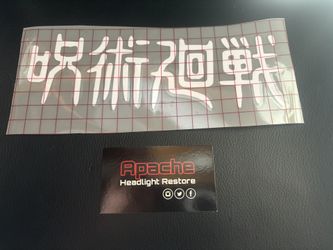 呪術廻戦
Apache
Headlight Restore